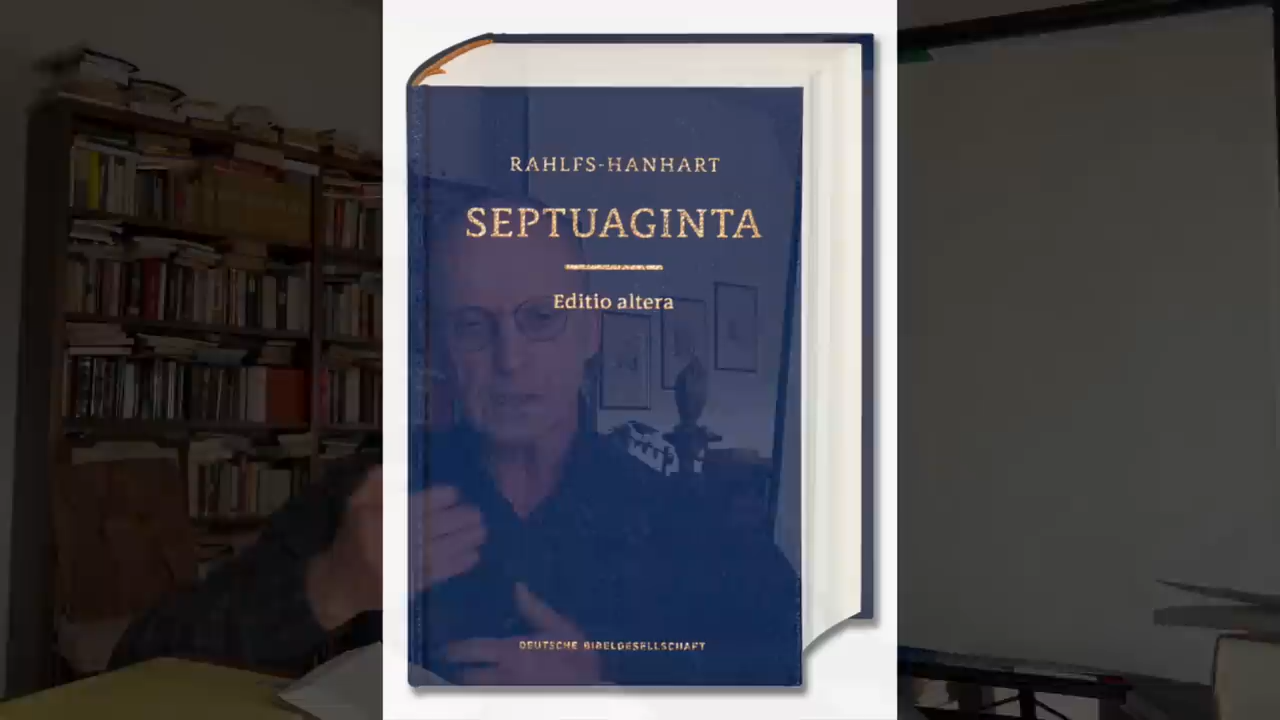 RAHLFS-HANHART
SEPTUAGINTA
Editio altera
DEUTSCHE BIBELGESELLSCHAFT